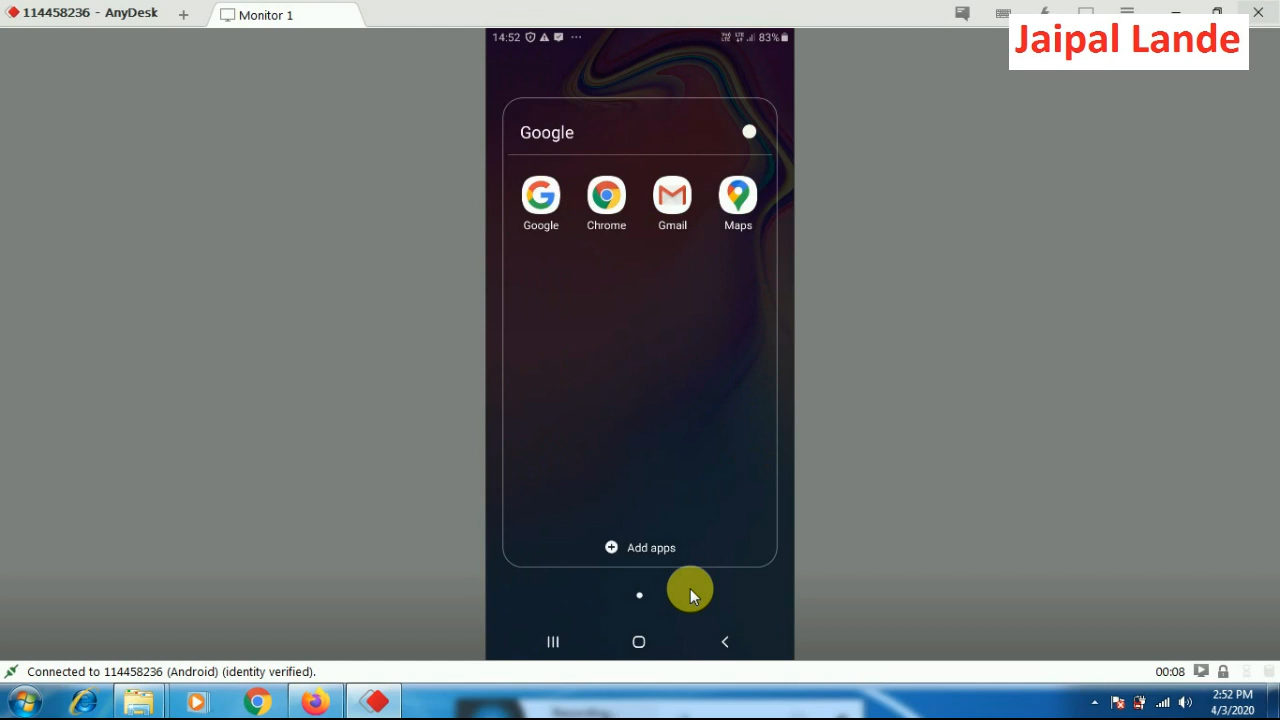 114458236 - AnyDesk
Monitor 1
Jaipal Lande
14:52
83%
Google
Google
Chrome
Gmail
Maps
Add apps
Connected to 114458236 (Android) (identity verified).
00:08
2:52 PM
4/3/2020